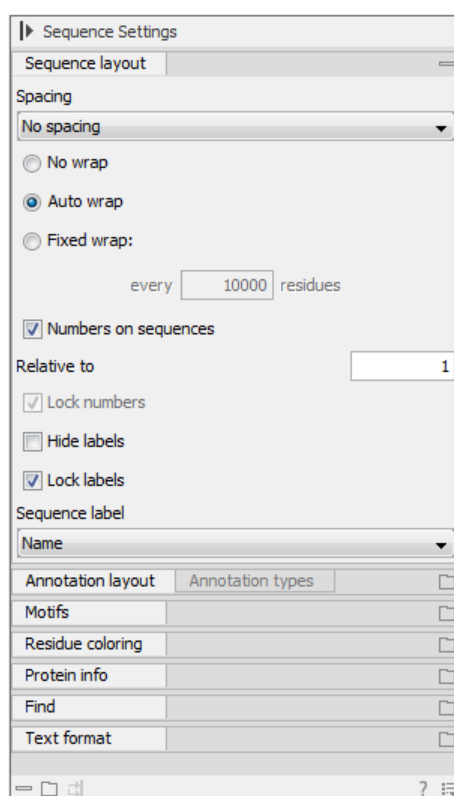 Sequence Settings
Sequence layout
Spacing
No spacing
No wrap
Auto wrap
Fixed wrap:
every 10000 residues
Numbers on sequences
Relative to 1
Lock numbers
Hide labels
Lock labels
Sequence label
Name
Annotation layout Annotation types
Motifs
Residue coloring
Protein info
Find
Text format
?